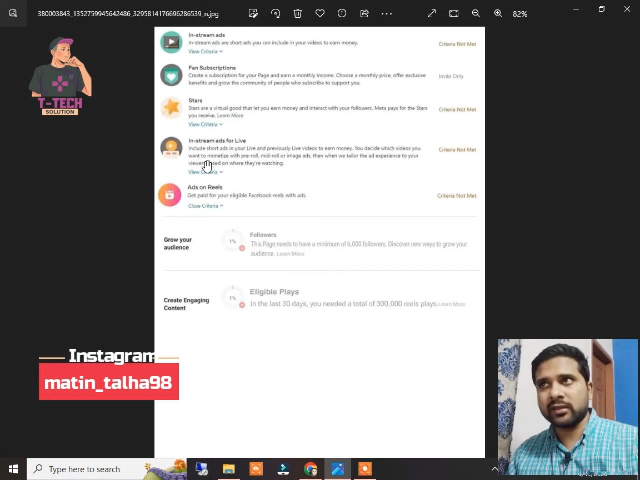 380003843_1352759945642486_3295814176696286539_n.jpg
82%
T-TECH
SOLUTION
In-stream ads
In-stream ads are short ads you can include in your videos to earn money.
View Criteria
Criteria Not Met
Fan Subscriptions
Create a subscription for your Page and earn a monthly income. Choose a monthly price, offer exclusive
benefits and grow the community of people who subscribe to support you.
Invite Only
Stars
Stars are a virtual good that let you earn money and interact with your followers. Meta pays for the Stars
you receive. Learn More
View Criteria
Criteria Not Met
In-stream ads for Live
Include short ads in your Live and previously Live videos to earn money. You decide which videos you
want to monetize with pre-roll, mid-roll or image ads, then when we tailor the ad experience to your
viewers based on where they're watching.
View Criteria
Criteria Not Met
Ads on Reels
Get paid for your eligible Facebook reels with ads.
Close Criteria
Criteria Not Met
Grow your
audience
1%
Followers
This Page needs to have a minimum of 6,000 followers. Discover new ways to grow your
audience. Learn More
Create Engaging
Content
1%
Eligible Plays
In the last 30 days, you needed a total of 300,000 reels plays. Learn More
Instagram
matin_talha98
Type here to search